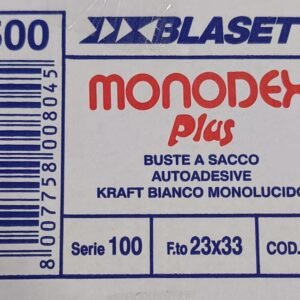 500
BLASET
MONODEX
Plus
BUSTE A SACCO
AUTOADESIVE
KRAFT BIANCO MONOLUCIDO
Serie 100
F.to 23x33
COD.
8 007758 008045